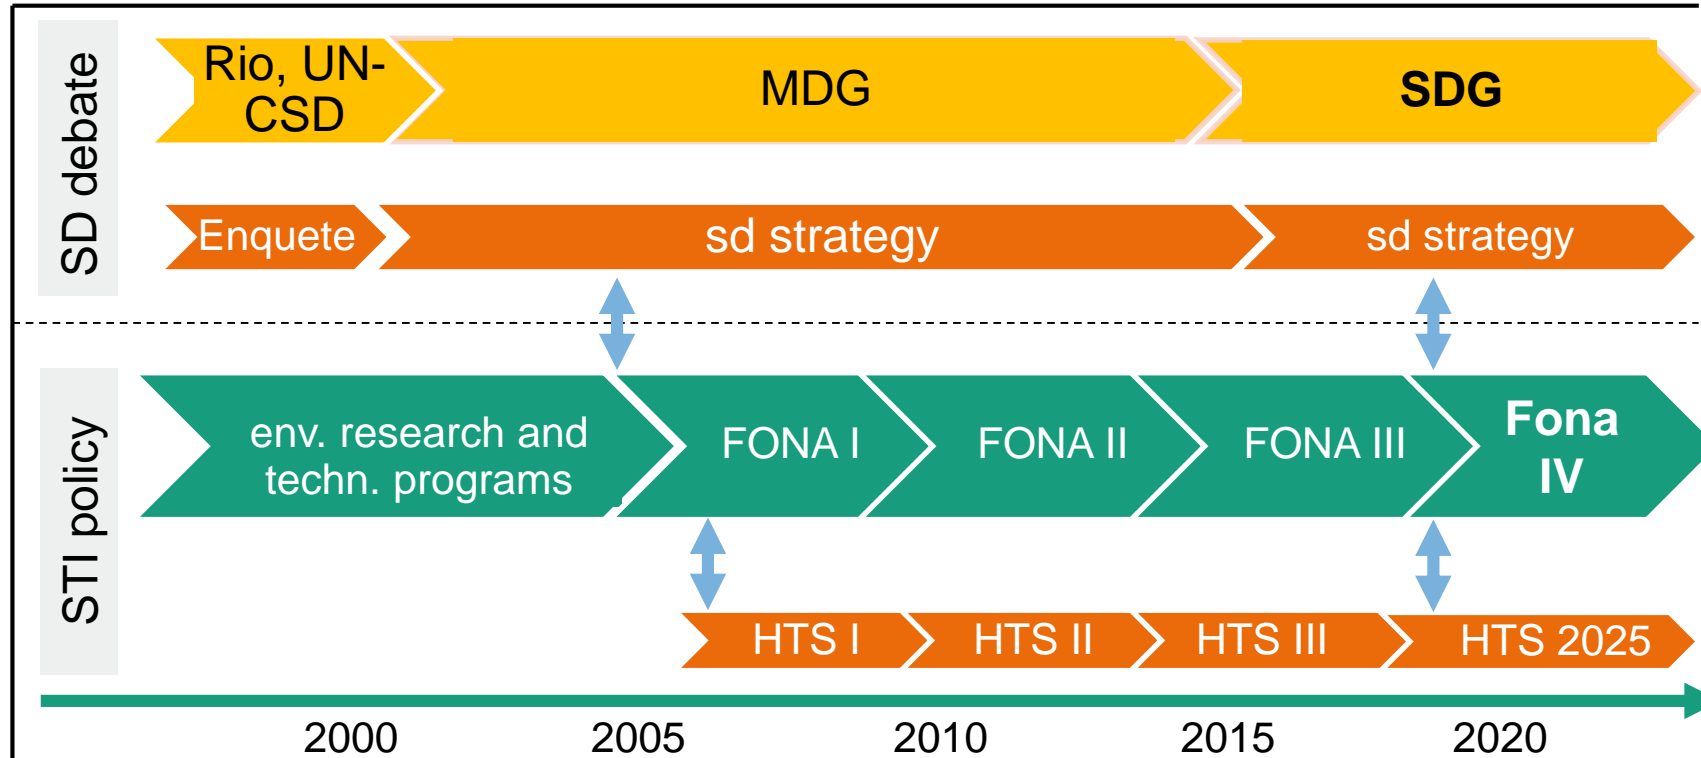 SD debate
Rio, UN-
CSD
MDG
SDG
Enquete
sd strategy
sd strategy
STI policy
env. research and
techn. programs
FONA I
FONA II
FONA III
Fona
IV
HTS I
HTS II
HTS III
HTS 2025
2000
2005
2010
2015
2020